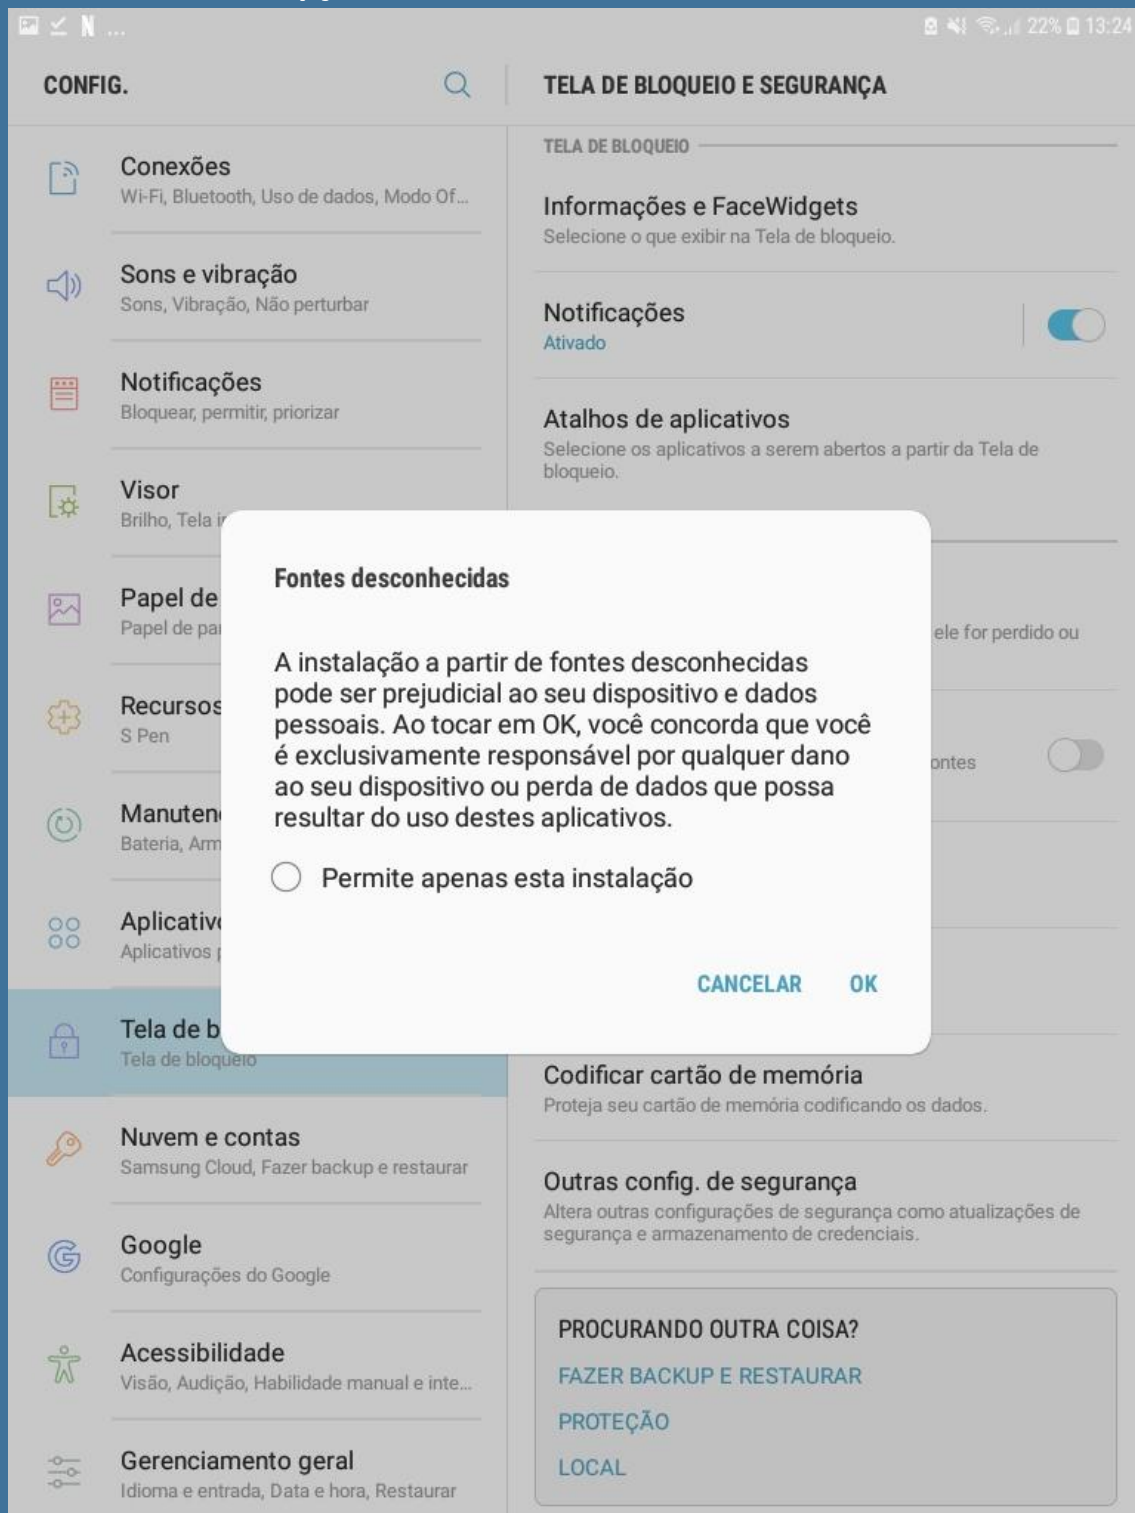 22% 13:24
CONFIG.
Conexões
Wi-Fi, Bluetooth, Uso de dados, Modo Of...
Sons e vibração
Sons, Vibração, Não perturbar
Notificações
Bloquear, permitir, priorizar
Visor
Brilho, Tela
Papel de
Papel de
Recursos
S Pen
Bateria,
Aplicativos
Tela de
Tela de bloqueio
Nuvem e contas
Samsung Cloud, Fazer backup e restaurar
Google
Configurações do Google
Acessibilidade
Visão, Audição, Habilidade manual e inte...
Gerenciamento geral
Idioma e entrada, Data e hora, Restaurar
TELA DE BLOQUEIO E SEGURANÇA
TELA DE BLOQUEIO
Informações e FaceWidgets
Selecione o que exibir na Tela de bloqueio.
Notificações
Ativado
Atalhos de aplicativos
Selecione os aplicativos a serem abertos a partir da Tela de
bloqueio.
ele for perdido ou
Fontes desconhecidas
A instalação a partir de fontes desconhecidas
pode ser prejudicial ao seu dispositivo e dados
pessoais. Ao tocar em OK, você concorda que você
é exclusivamente responsável por qualquer dano
ao seu dispositivo ou perda de dados que possa
resultar do uso destes aplicativos.
Permite apenas esta instalação
CANCELAR OK
Codificar cartão de memória
Proteja seu cartão de memória codificando os dados.
Outras config. de segurança
Altera outras configurações de segurança como atualizações de
segurança e armazenamento de credenciais.
PROCURANDO OUTRA COISA?
FAZER BACKUP E RESTAURAR
PROTEÇÃO
LOCAL